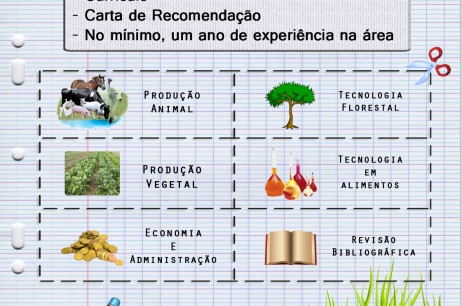 - Carta de Recomendação
- No mínimo, um ano de experiência na área
Produção
Animal
Tecnologia
Florestal
Produção
Vegetal
Tecnologia
em
alimentos
Economia
e
Administração
Revisão
Bibliográfica